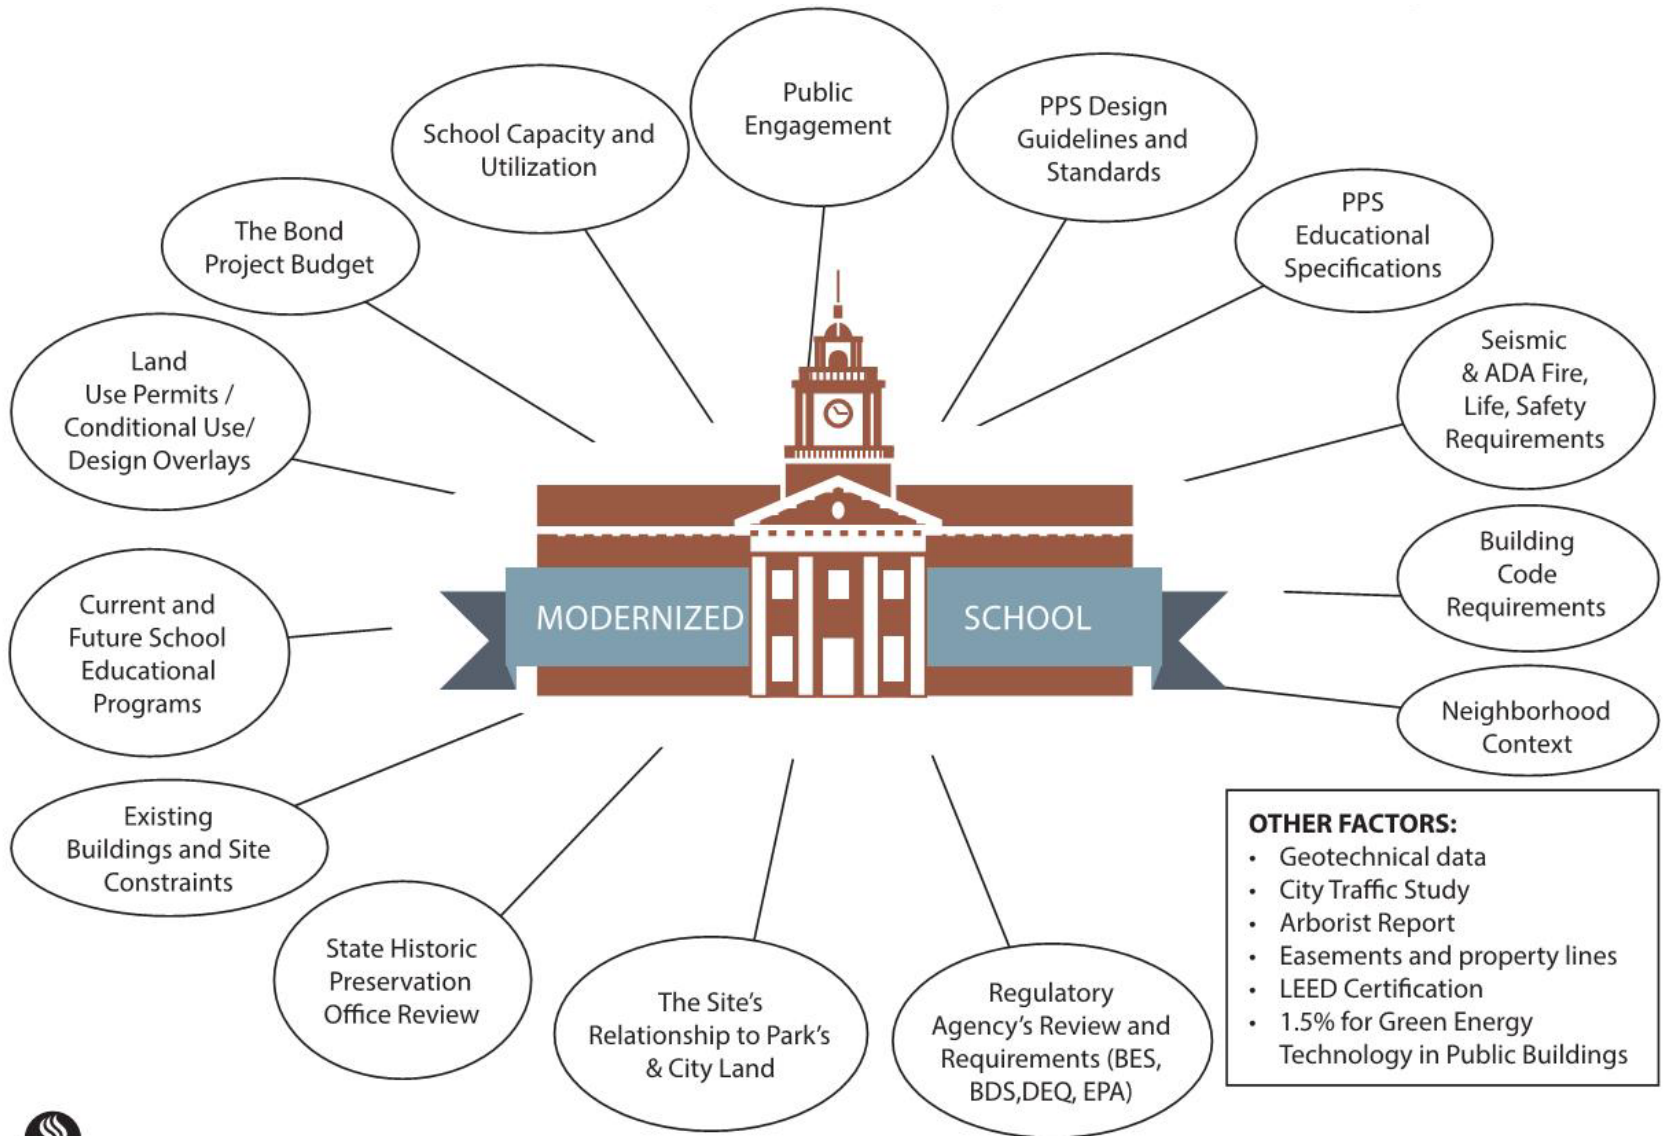 Public
Engagement
School Capacity and
Utilization
PPS Design
Guidelines and
Standards
The Bond
Project Budget
PPS
Educational
Specifications
Land
Use Permits /
Conditional Use/
Design Overlays
Seismic
& ADA Fire,
Life, Safety
Requirements
Current and
Future School
Educational
Programs
MODERNIZED SCHOOL
Building
Code
Requirements
Neighborhood
Context
Existing
Buildings and Site
Constraints
State Historic
Preservation
Office Review
The Site’s
Relationship to Park’s
& City Land
Regulatory
Agency’s Review and
Requirements (BES,
BDS,DEQ, EPA)
OTHER FACTORS:
• Geotechnical data
• City Traffic Study
• Arborist Report
• Easements and property lines
• LEED Certification
• 1.5% for Green Energy
Technology in Public Buildings